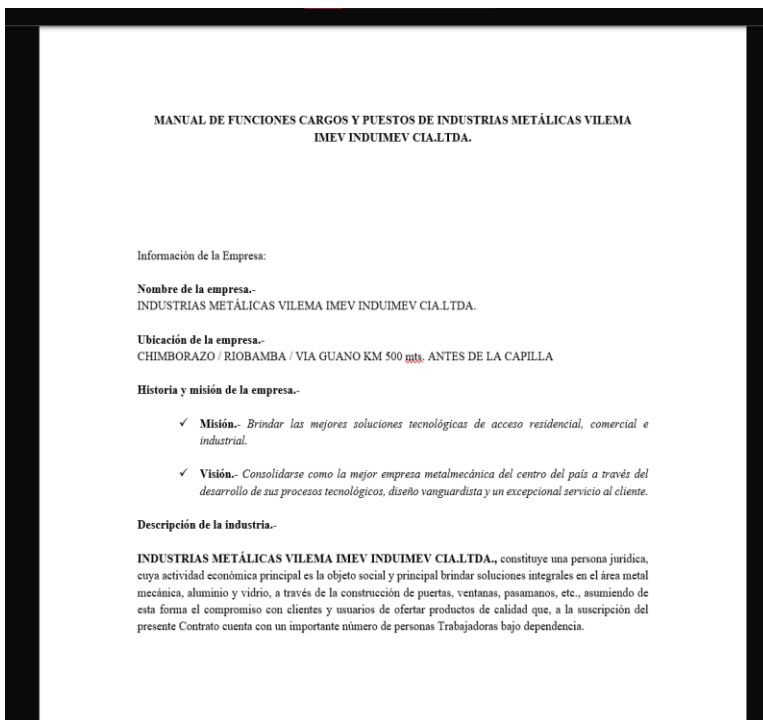 MANUAL DE FUNCIONES CARGOS Y PUESTOS DE INDUSTRIAS METÁLICAS VILEMA
IMEV INDUIMEV CIA.LTDA.
Información de la Empresa:
Nombre de la empresa.-
INDUSTRIAS METÁLICAS VILEMA IMEV INDUIMEV CIA.LTDA.
Ubicación de la empresa.-
CHIMBORAZO / RIOBAMBA / VIA GUANO KM 500 mts. ANTES DE LA CAPILLA
Historia y misión de la empresa.-
✓ Misión.- Brindar las mejores soluciones tecnológicas de acceso residencial, comercial e
industrial.
✓ Visión.- Consolidarse como la mejor empresa metalmecánica del centro del país a través del
desarrollo de sus procesos tecnológicos, diseño vanguardista y un excepcional servicio al cliente.
Descripción de la industria.-
INDUSTRIAS METÁLICAS VILEMA IMEV INDUIMEV CIA.LTDA., constituye una persona jurídica,
cuya actividad económica principal es la objeto social y principal brindar soluciones integrales en el área metal
mecánica, aluminio y vidrio, a través de la construcción de puertas, ventanas, pasamanos, etc., asumiendo de
esta forma el compromiso con clientes y usuarios de ofertar productos de calidad que, a la suscripción del
presente Contrato cuenta con un importante número de personas Trabajadoras bajo dependencia.